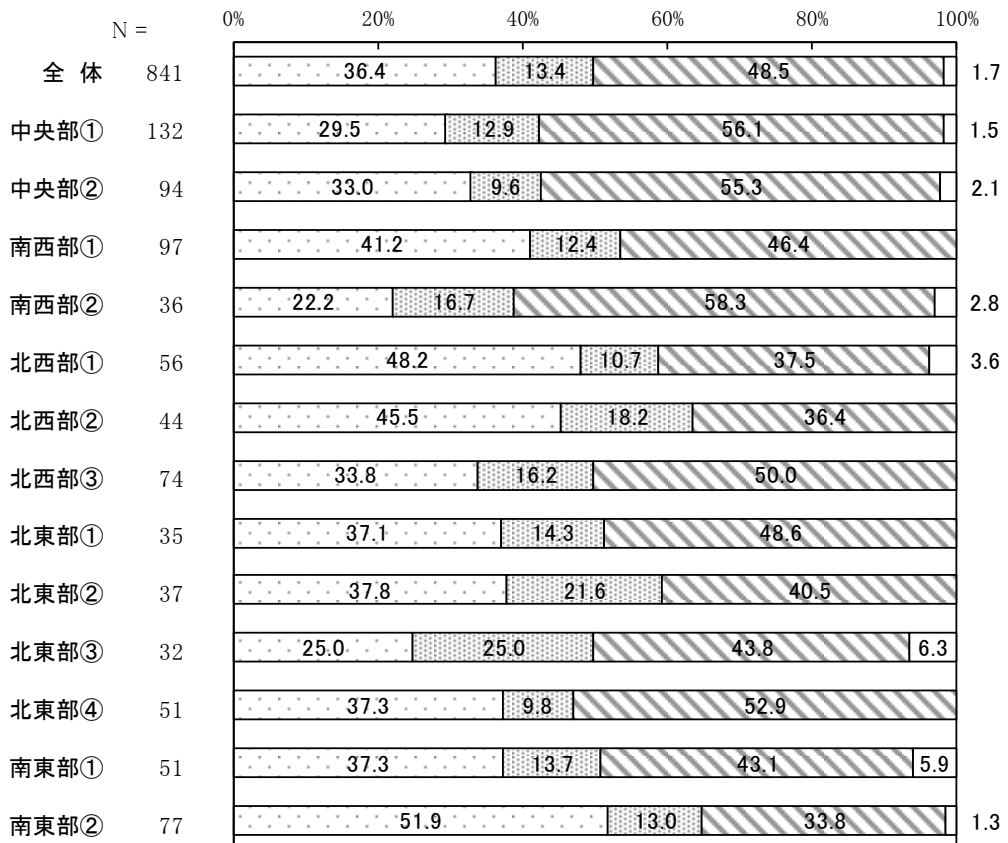 0% 20% 40% 60% 80% 100%
N =
全 体 841 36.4 13.4 48.5 1.7
中央部① 132 29.5 12.9 56.1 1.5
中央部② 94 33.0 9.6 55.3 2.1
南西部① 97 41.2 12.4 46.4
南西部② 36 22.2 16.7 58.3 2.8
北西部① 56 48.2 10.7 37.5 3.6
北西部② 44 45.5 18.2 36.4
北西部③ 74 33.8 16.2 50.0
北東部① 35 37.1 14.3 48.6
北東部② 37 37.8 21.6 40.5
北東部③ 32 25.0 25.0 43.8 6.3
北東部④ 51 37.3 9.8 52.9
南東部① 51 37.3 13.7 43.1 5.9
南東部② 77 51.9 13.0 33.8 1.3